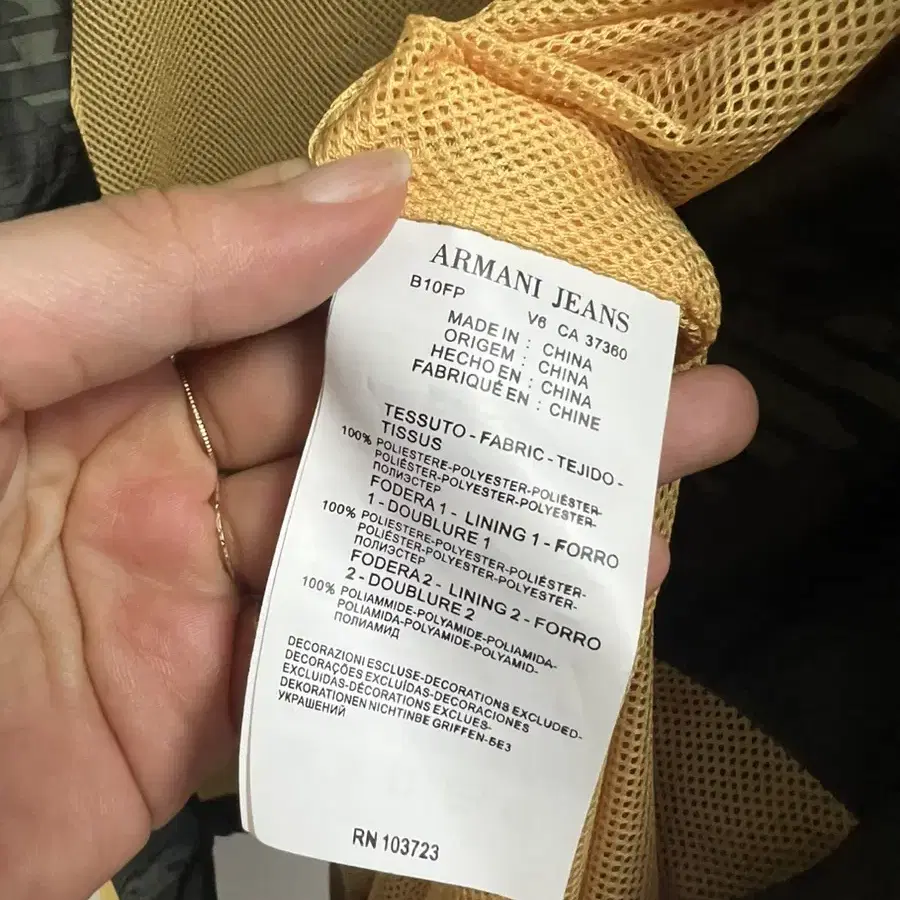 ARMANI JEANS
B10FP
V6 CA 37360
MADE IN : CHINA
ORIGEM : CHINA
HECHO EN : CHINA
FABRIQUÉ EN : CHINE
TESSUTO-FABRIC-TEJIDO-
TISSUS
100% POLIESTERE-POLYESTER-POLIÉSTER-
POLIÉSTER-POLYESTER-POLYESTER-
ПОЛИЭСТЕР
FODERA 1 - LINING 1 - FORRO
1 - DOUBLURE 1
100% POLIESTERE-POLYESTER-POLIÉSTER-
POLIÉSTER-POLYESTER-POLYESTER-
ПОЛИЭСТЕР
FODERA 2 - LINING 2 - FORRO
2 - DOUBLURE 2
100% POLIAMMIDE-POLYAMIDE-POLIAMIDA-
POLIAMIDA-POLYAMIDE-POLYAMID-
ПОЛИАМИД
DECORAZIONI ESCLUSE-DECORATIONS EXCLUDED-
DECORAÇÕES EXCLUÍDAS-DECORACIONES
EXCLUIDAS-DÉCORATIONS EXCLUES-
DEKORATIONEN NICHT INBE GRIFFEN-БЕЗ
УКРАШЕНИЙ
RN 103723